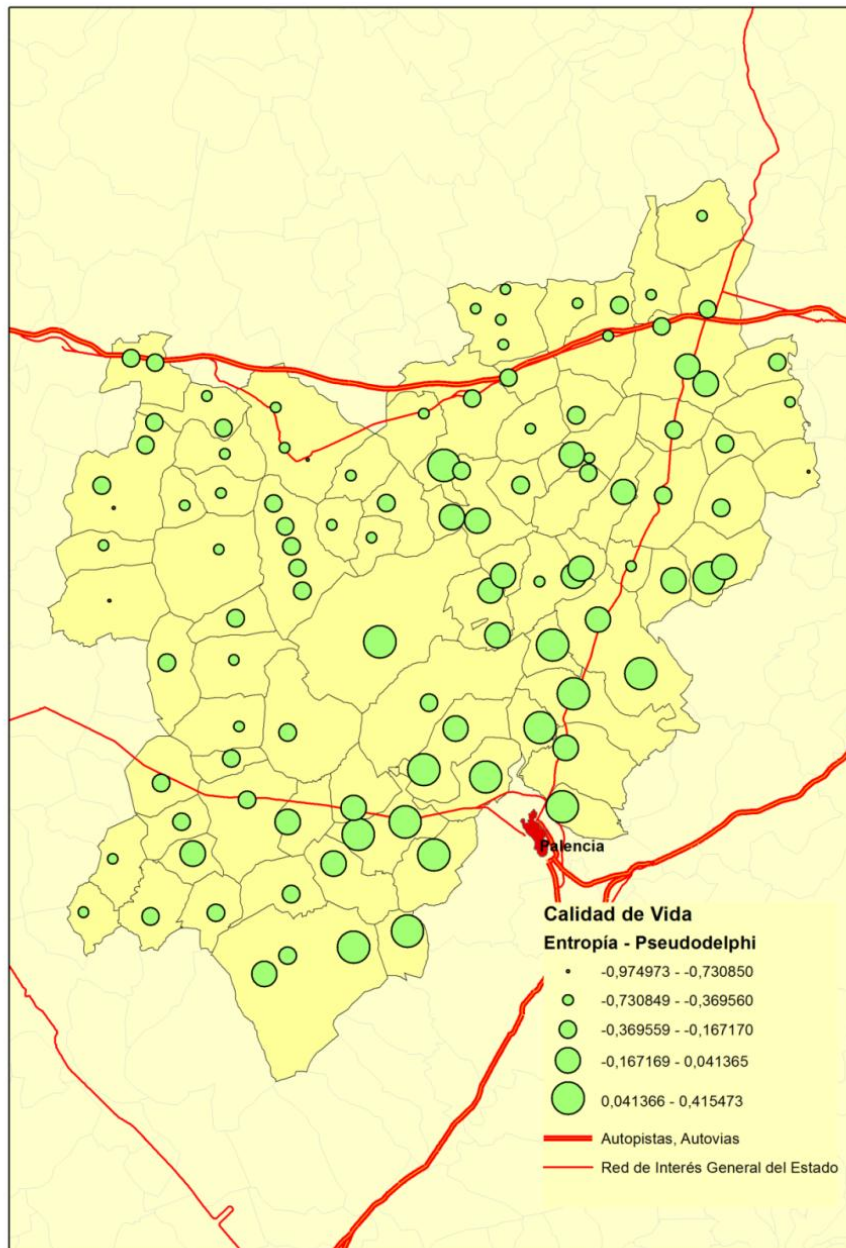 Palencia
Calidad de Vida
Entropía - Pseudodelphi
-0,974973 - -0,730850
-0,730849 - -0,369560
-0,369559 - -0,167170
-0,167169 - 0,041365
0,041366 - 0,415473
Autopistas, Autovias
Red de Interés General del Estado